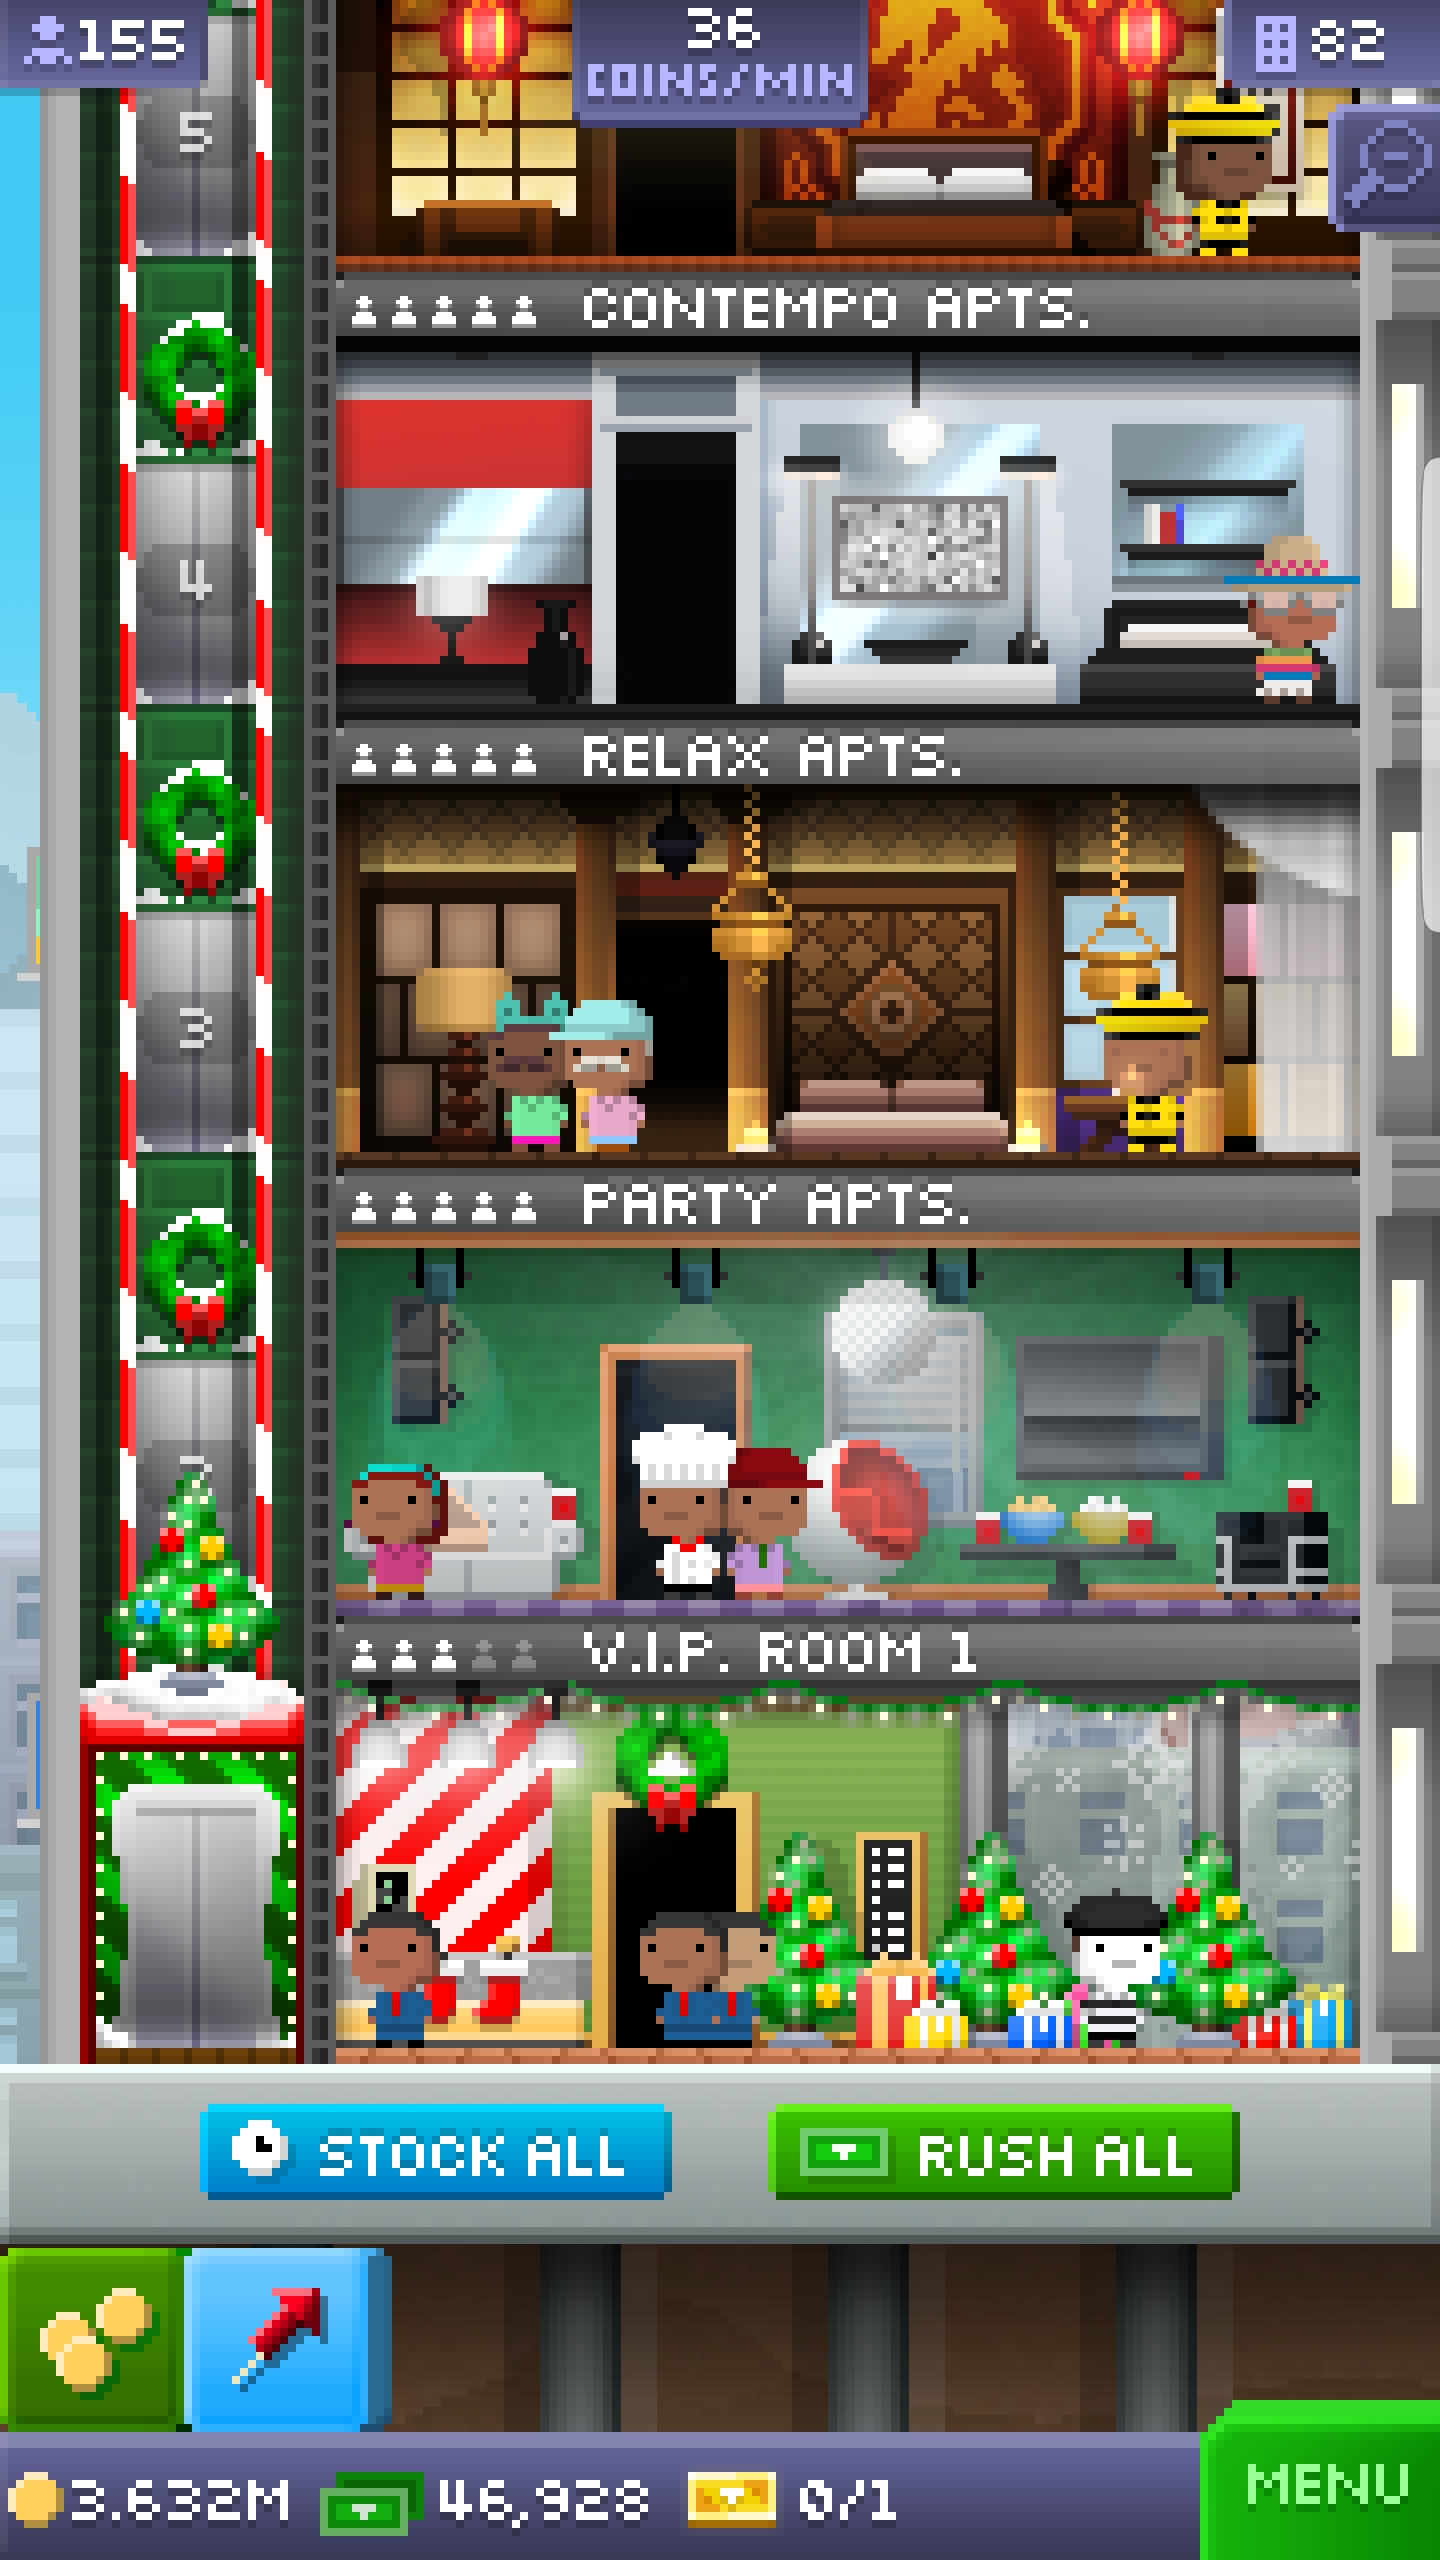 155
36
COINS/MIN
82
5
CONTEMPO APTS.
4
RELAX APTS.
3
PARTY APTS.
V.I.P. ROOM 1
STOCK ALL
RUSH ALL
3.632M
46,928
0/1
MENU